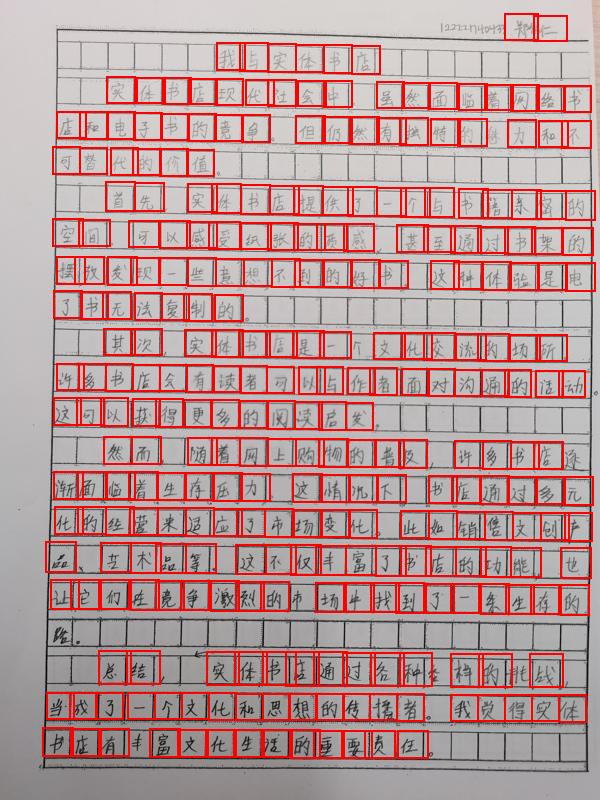 我与实体书店
实体书店现代社会中,虽然面临着网络书
店和电子书的竞争,但仍然有独特的魅力和不
可替代的价值。
首先,实体书店提供了一个与书籍亲密的
空间,可以感受纸张的质感,甚至通过书架的
摆放发现一些意想不到的好书,这种体验是电
了书无法复制的。
其次,实体书店是一个文化交流的场所,
许多书店会有读者可以与作者面对沟通的活动。
这可以获得更多的阅读启发。
然而,随着网上购物的普及,许多书店逐
渐面临着生存压力,这情况下,书店通过多元
化的经营来适应了市场变化。比如销售文创产
品、艺术品等,这不仅丰富了书店的功能,也
让它们在竞争激烈的市场中找到了一条生存的
路。
总结,实体书店通过各种各样的挑战,
当成了一个文化和思想的传播者。我觉得实体
书店有丰富文化生活的重要责任。